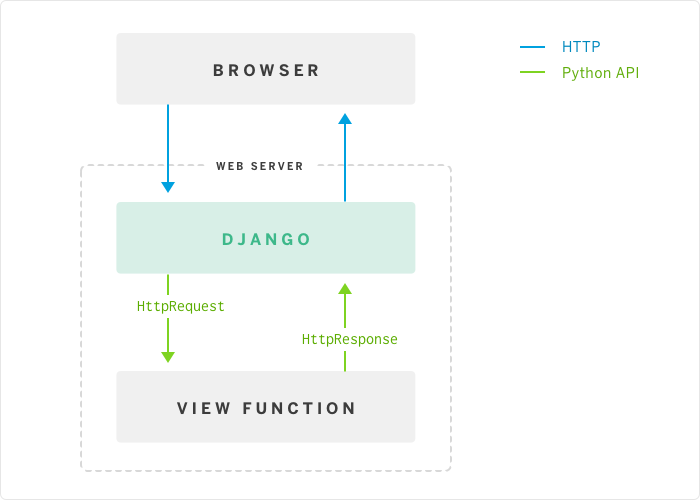 BROWSER
HTTP
Python API
WEB SERVER
DJANGO
HttpRequest
HttpResponse
VIEW FUNCTION